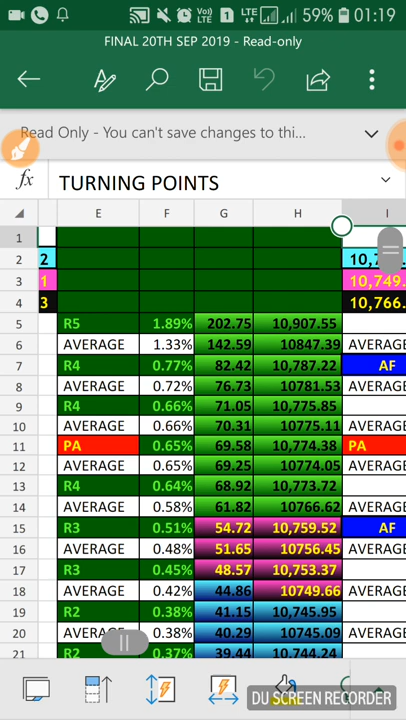 Vo)) LTE 1 LTE 59% 01:19
FINAL 20TH SEP 2019 - Read-only
Read Only - You can't save changes to thi...
fx TURNING POINTS
E F G H I
1
2 2
3 1 10,749.
4 3 10,766.
5 R5 1.89% 202.75 10,907.55
6 AVERAGE 1.33% 142.59 10847.39 AVERAGE
7 R4 0.77% 82.42 10,787.22 AF
8 AVERAGE 0.72% 76.73 10781.53 AVERAGE
9 R4 0.66% 71.05 10,775.85
10 AVERAGE 0.66% 70.31 10775.11 AVERAGE
11 PA 0.65% 69.58 10,774.38 PA
12 AVERAGE 0.65% 69.25 10774.05 AVERAGE
13 R4 0.64% 68.92 10,773.72
14 AVERAGE 0.58% 61.82 10766.62 AVERAGE
15 R3 0.51% 54.72 10,759.52 AF
16 AVERAGE 0.48% 51.65 10756.45 AVERAGE
17 R3 0.45% 48.57 10,753.37
18 AVERAGE 0.42% 44.86 10749.66 AVERAGE
19 R2 0.38% 41.15 10,745.95
20 AVERAGE 0.38% 40.29 10745.09 AVERAGE
21 R2 0.37% 39.44 10,744.24
DU SCREEN RECORDER